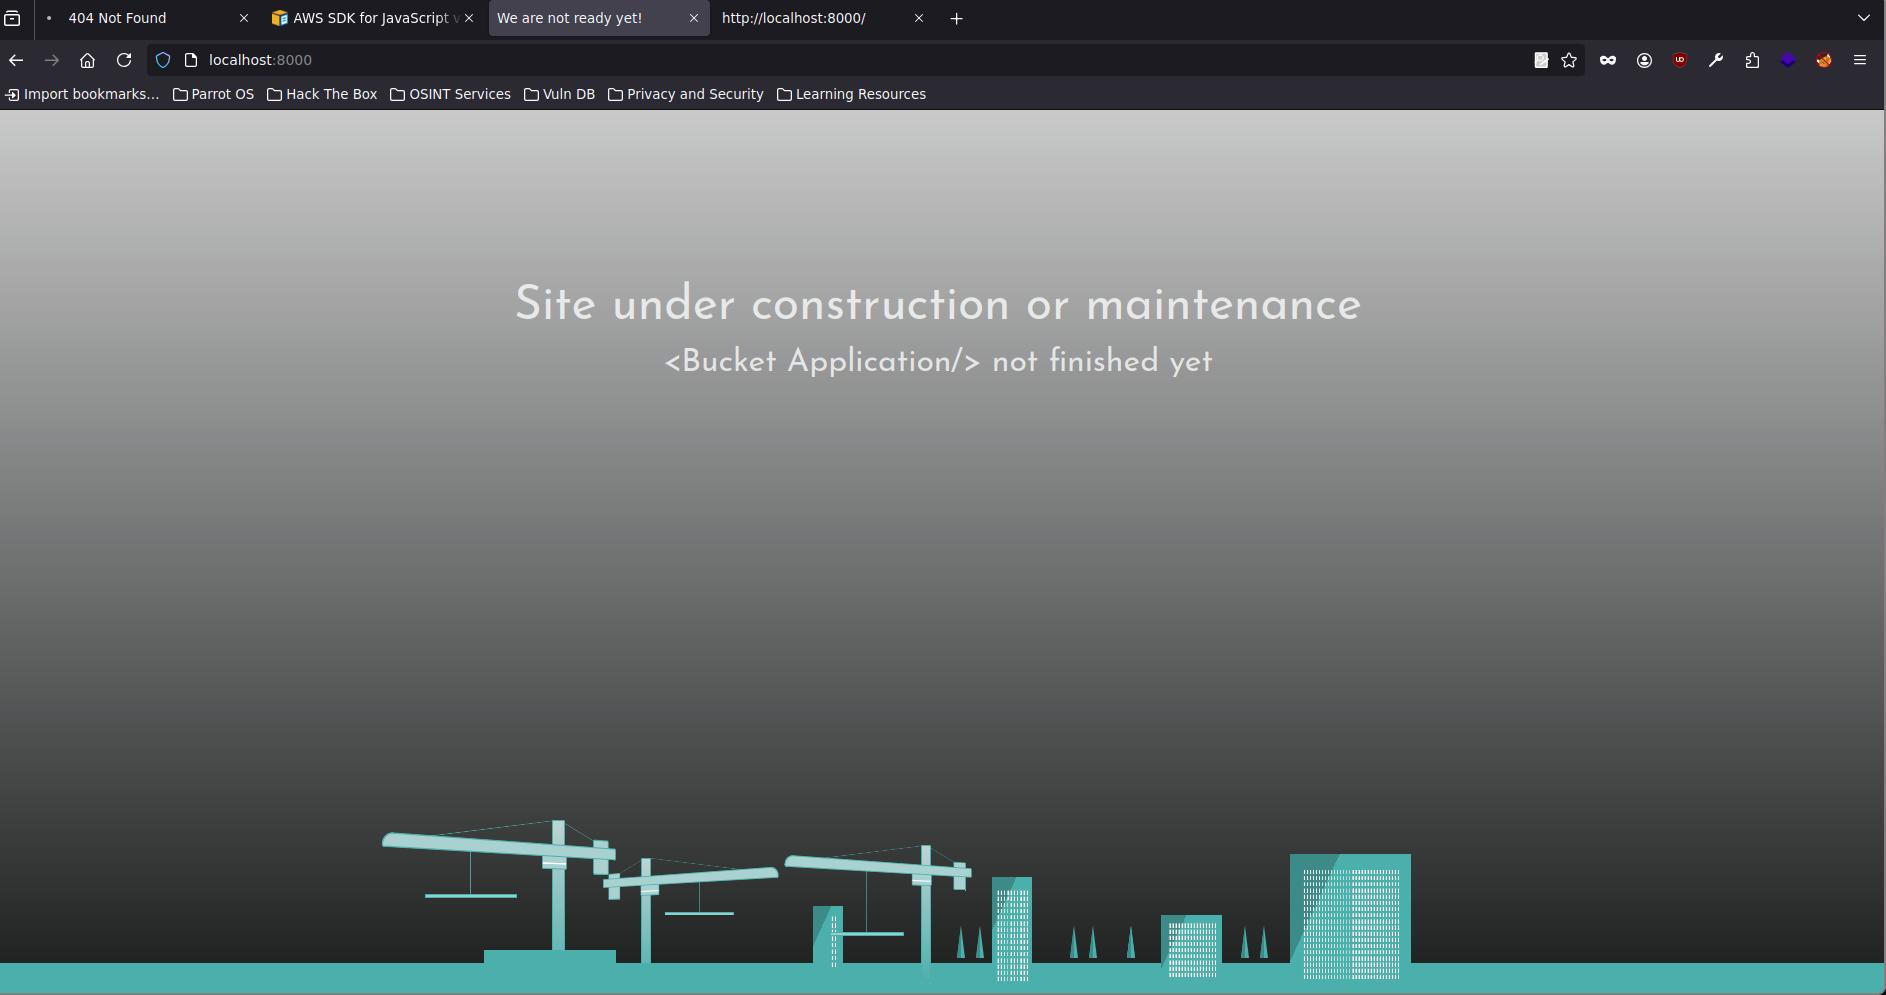 404 Not Found
AWS SDK for JavaScript v
We are not ready yet!
http://localhost:8000/
localhost:8000
Import bookmarks...
Parrot OS
Hack The Box
OSINT Services
Vuln DB
Privacy and Security
Learning Resources
Site under construction or maintenance
<Bucket Application/> not finished yet